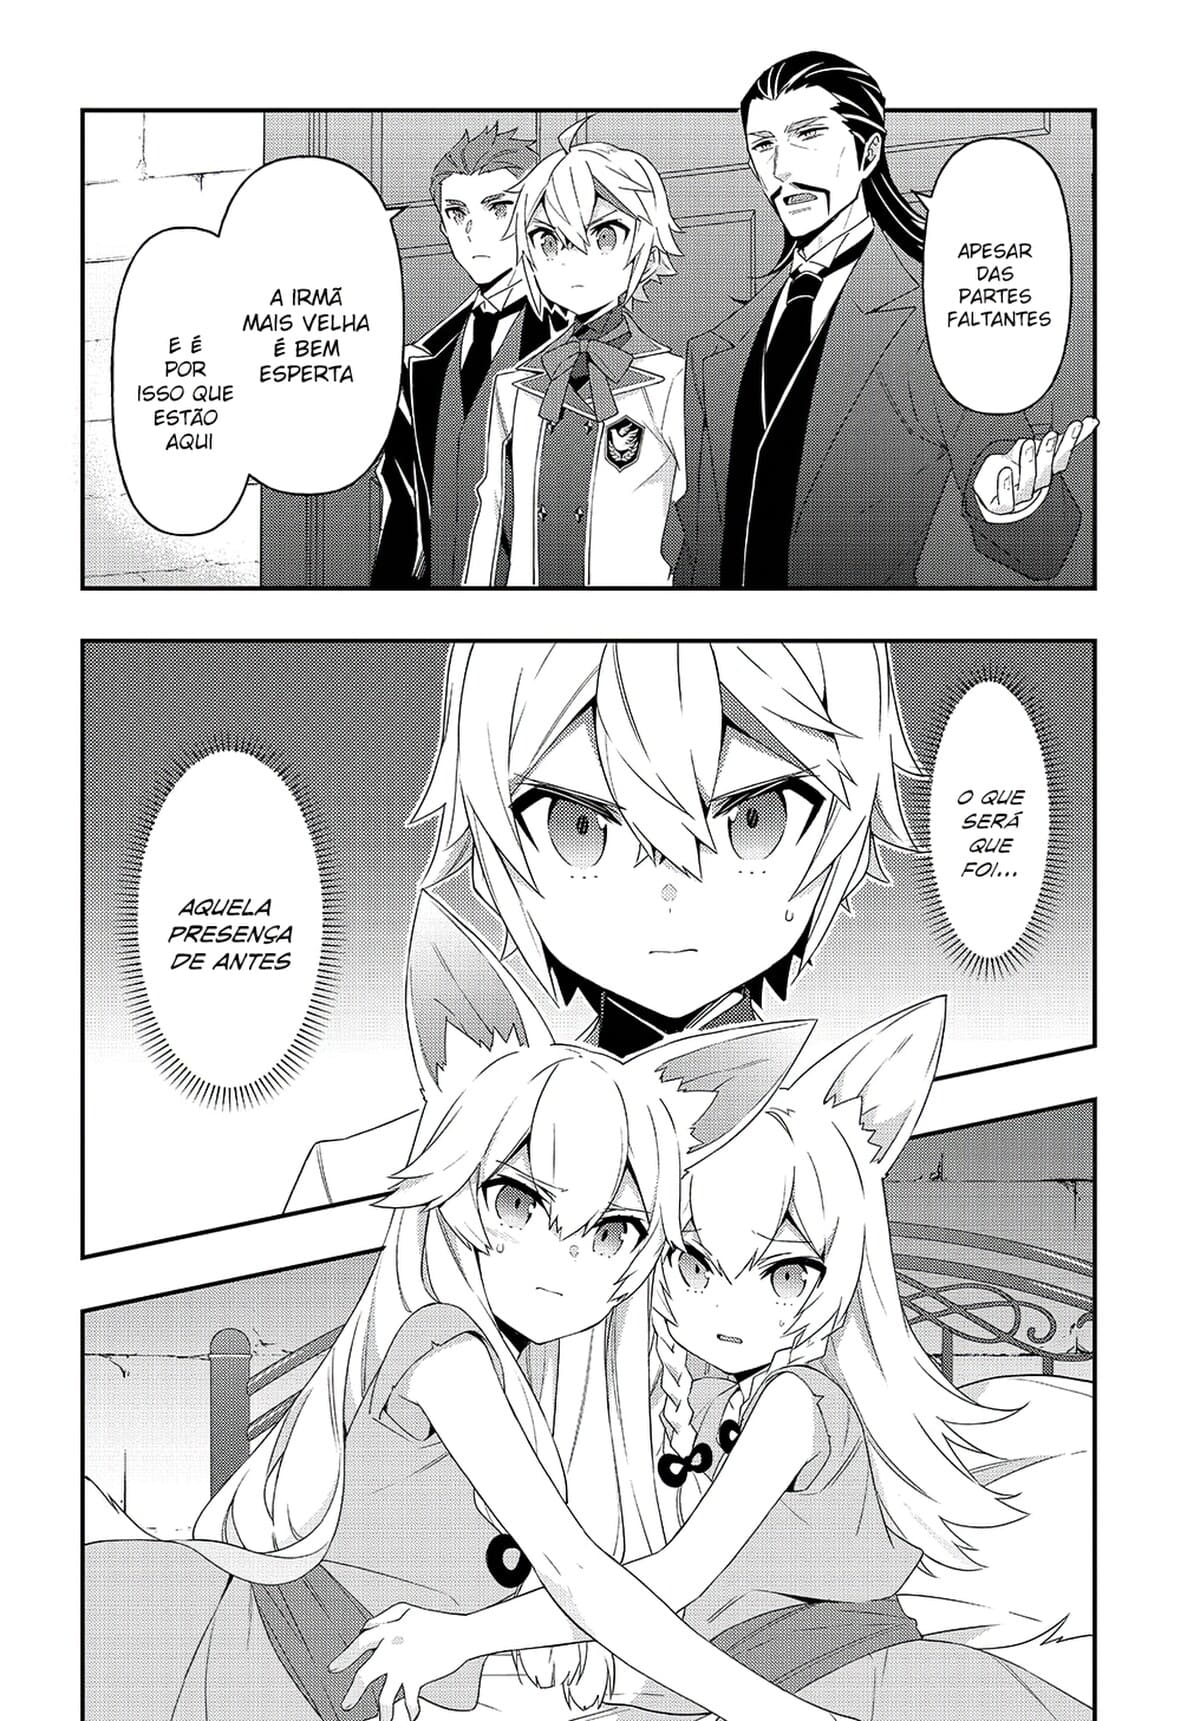 APESAR
DAS
PARTES
FALTANTES
A IRMÃ
MAIS VELHA
É BEM
ESPERTA
E É
POR
ISSO QUE
ESTÃO
AQUI
O QUE
SERÁ
QUE
FOI...
AQUELA
PRESENÇA
DE ANTES